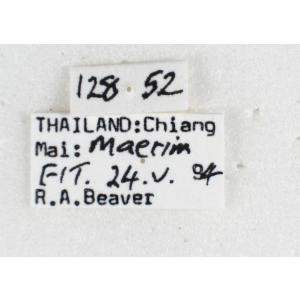 128 52
THAILAND:Chiang
Mai: Maerim
FIT. 24.v. 94
R.A.Beaver